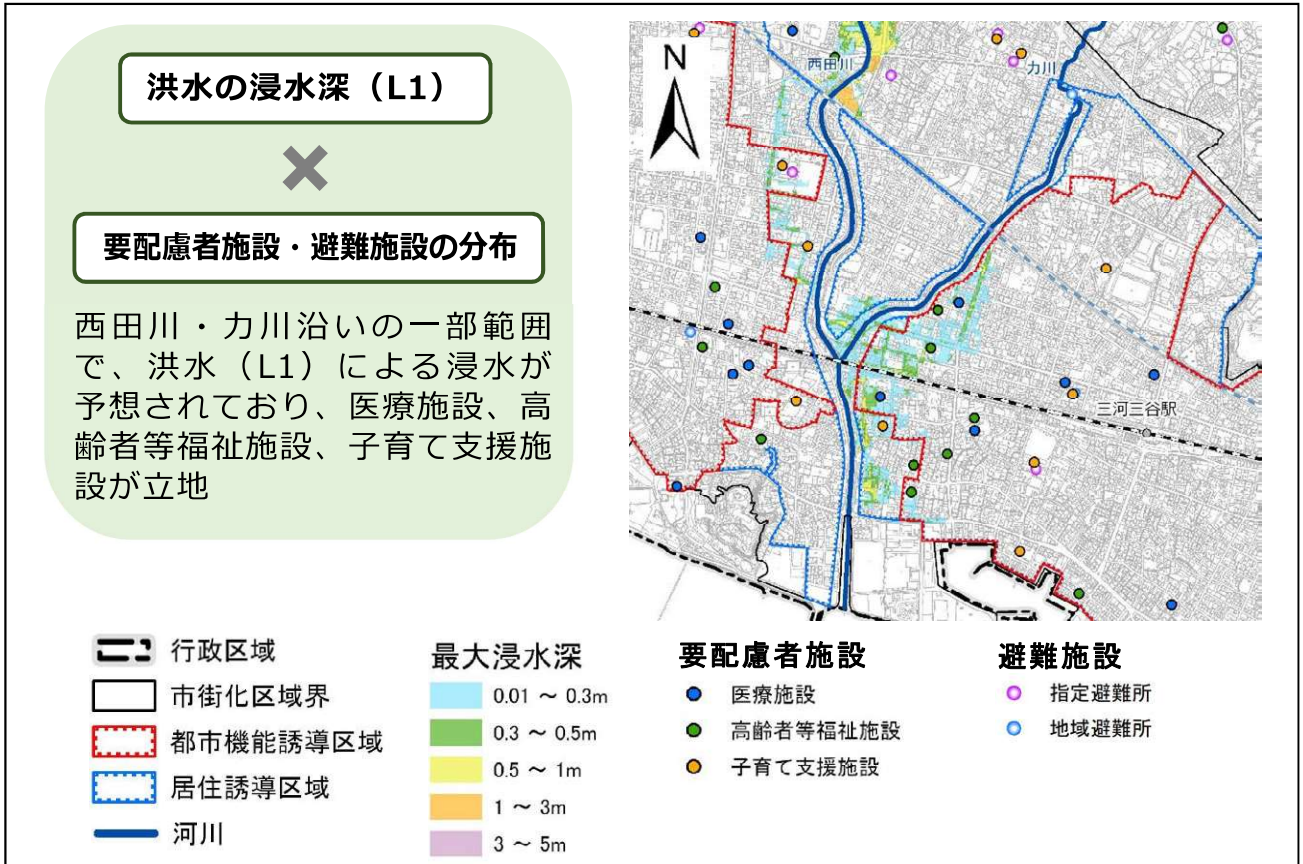 洪水の浸水深（L1）
要配慮者施設・避難施設の分布
西田川・力川沿いの一部範囲
で、洪水（L1）による浸水が
予想されており、医療施設、高
齢者等福祉施設、子育て支援施
設が立地
N
西田川
力川
三河三谷駅
行政区域
市街化区域界
都市機能誘導区域
居住誘導区域
河川
最大浸水深
0.01 ～ 0.3m
0.3 ～ 0.5m
0.5 ～ 1m
1 ～ 3m
3 ～ 5m
要配慮者施設
医療施設
高齢者等福祉施設
子育て支援施設
避難施設
指定避難所
地域避難所